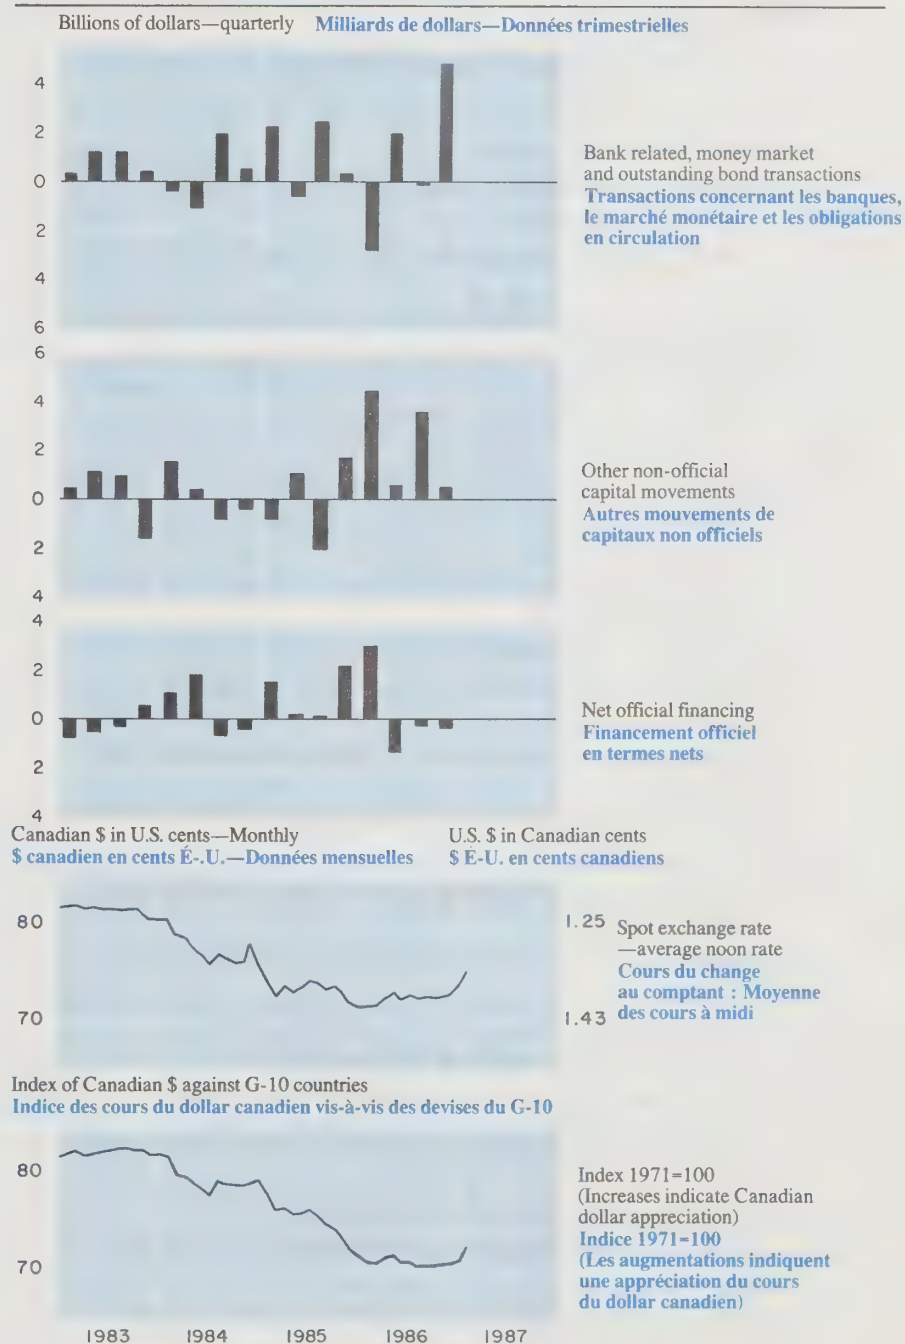 Billions of dollars—quarterly Milliards de dollars—Données trimestrielles
4
2
0
2
4
6
Bank related, money market
and outstanding bond transactions
Transactions concernant les banques,
le marché monétaire et les obligations
en circulation
6
4
2
0
2
4
Other non-official
capital movements
Autres mouvements de
capitaux non officiels
4
2
0
2
4
Net official financing
Financement officiel
en termes nets
Canadian $ in U.S. cents—Monthly
$ canadien en cents É-.U.—Données mensuelles
U.S. $ in Canadian cents
$ É-U. en cents canadiens
80
70
1.25
1.43
Spot exchange rate
—average noon rate
Cours du change
au comptant : Moyenne
des cours à midi
Index of Canadian $ against G-10 countries
Indice des cours du dollar canadien vis-à-vis des devises du G-10
80
70
Index 1971=100
(Increases indicate Canadian
dollar appreciation)
Indice 1971=100
(Les augmentations indiquent
une appréciation du cours
du dollar canadien)
1983 1984 1985 1986 1987